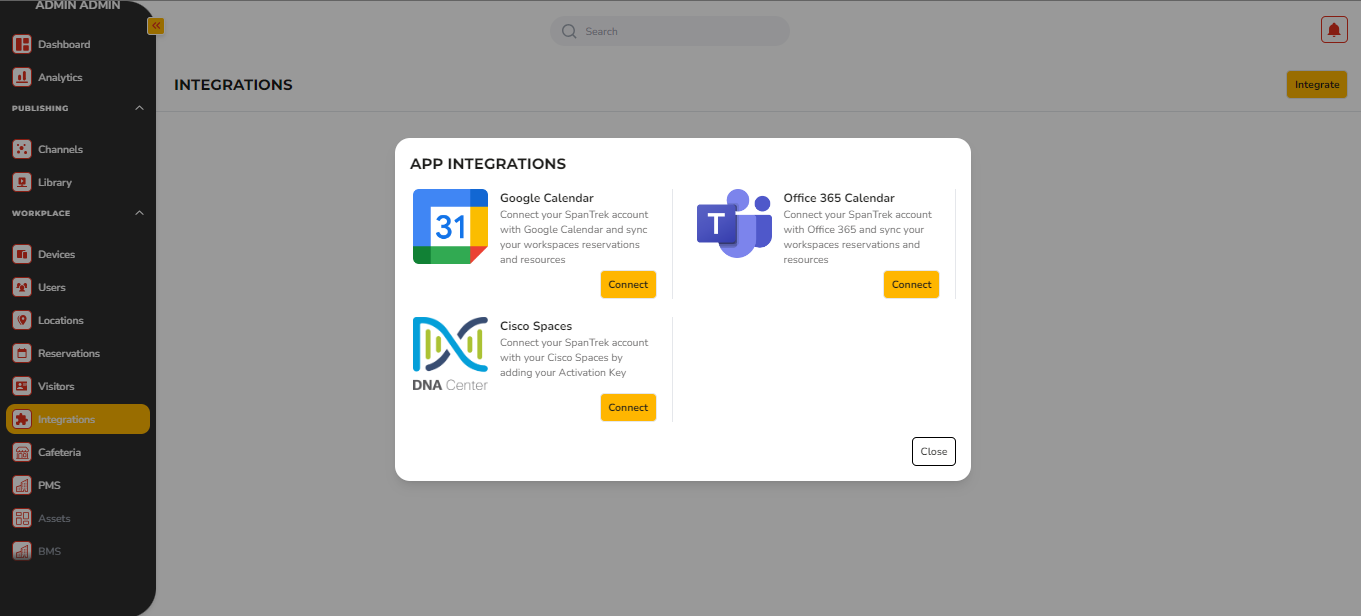 ADMIN ADMIN
Dashboard
Analytics
PUBLISHING
Channels
Library
WORKPLACE
Devices
Users
Locations
Reservations
Visitors
Integrations
Cafeteria
PMS
Assets
BMS
Search
INTEGRATIONS
Integrate
APP INTEGRATIONS
31
Google Calendar
Connect your SpanTrek account
with Google Calendar and sync
your workspaces reservations
and resources
Connect
T
Office 365 Calendar
Connect your SpanTrek account
with Office 365 and sync your
workspaces reservations and
resources
Connect
DNA Center
Cisco Spaces
Connect your SpanTrek account
with your Cisco Spaces by
adding your Activation Key
Connect
Close